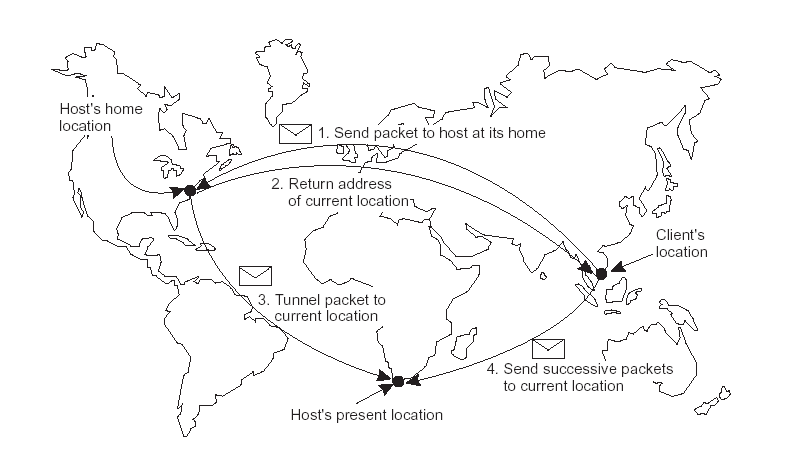 Host's home
location
1. Send packet to host at its home
2. Return address
of current location
Client's
location
3. Tunnel packet to
current location
4. Send successive packets
to current location
Host's present location